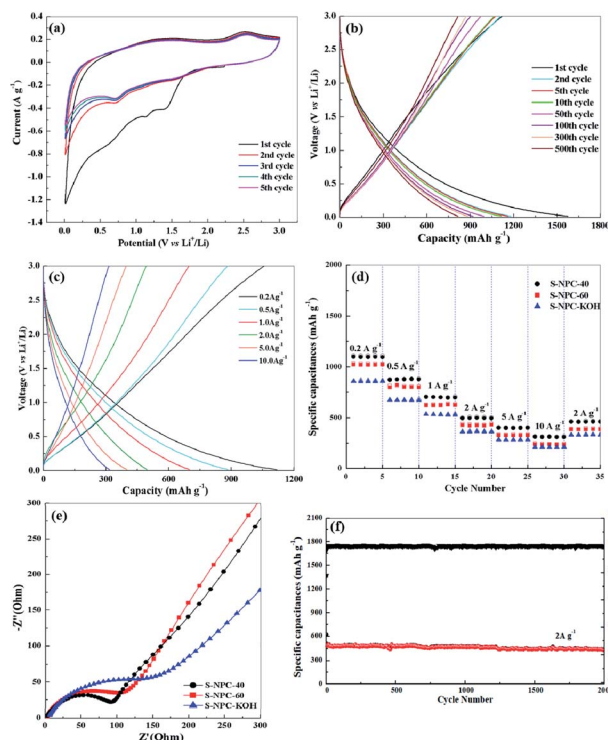 (a)
0.4
0.2
0.0
-0.2
-0.4
-0.6
-0.8
-1.0
-1.2
-1.4
Current (A g-1)
1st cycle
2nd cycle
3rd cycle
4th cycle
5th cycle
0.0 0.5 1.0 1.5 2.0 2.5 3.0
Potential (V vs Li+/Li)
(b)
3.0
2.5
2.0
1.5
1.0
0.5
0.0
Voltage (V vs Li+/Li)
1st cycle
2nd cycle
5th cycle
10th cycle
50th cycle
100th cycle
300th cycle
500th cycle
0 300 600 900 1200 1500 1800
Capacity (mAh g-1)
(c)
3.0
2.5
2.0
1.5
1.0
0.5
0.0
Voltage (V vs Li+/Li)
0.2Ag-1
0.5Ag-1
1.0Ag-1
2.0Ag-1
5.0Ag-1
10.0Ag-1
0 300 600 900 1200
Capacity (mAh g-1)
(d)
2000
1500
1000
500
0
Specific capacitances (mAh g-1)
S-NPC-40
S-NPC-60
S-NPC-KOH
0.2 A g-1
0.5 A g-1
1 A g-1
2 A g-1
5 A g-1
10 A g-1
2 A g-1
0 5 10 15 20 25 30 35
Cycle Number
(e)
300
250
200
150
100
50
0
-Z''(Ohm)
S-NPC-40
S-NPC-60
S-NPC-KOH
0 50 100 150 200 250 300
Z'(Ohm)
(f)
1800
1500
1200
900
600
300
0
Specific capacitances (mAh g-1)
2A g-1
0 500 1000 1500 200
Cycle Number